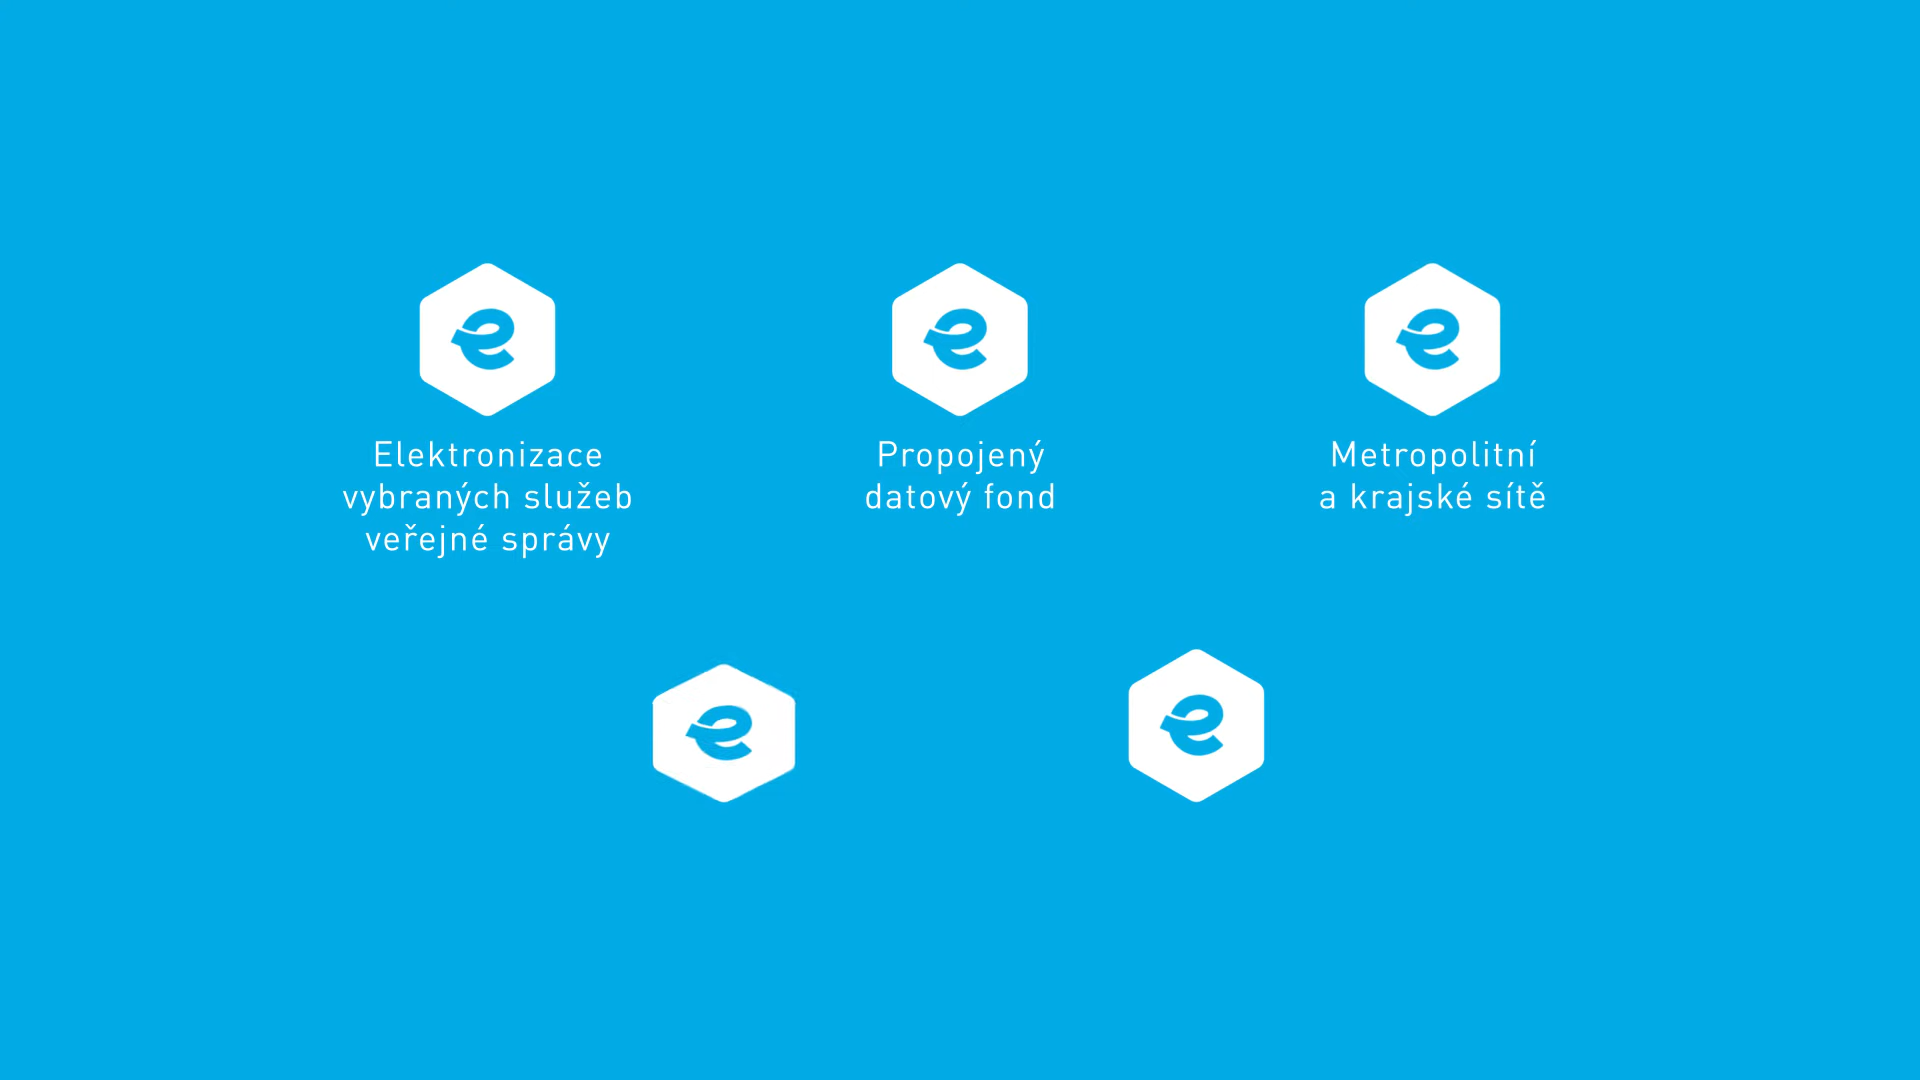 e
e
e
Elektronizace
vybraných služeb
veřejné správy
Propojený
datový fond
Metropolitní
a krajské sítě
e
e